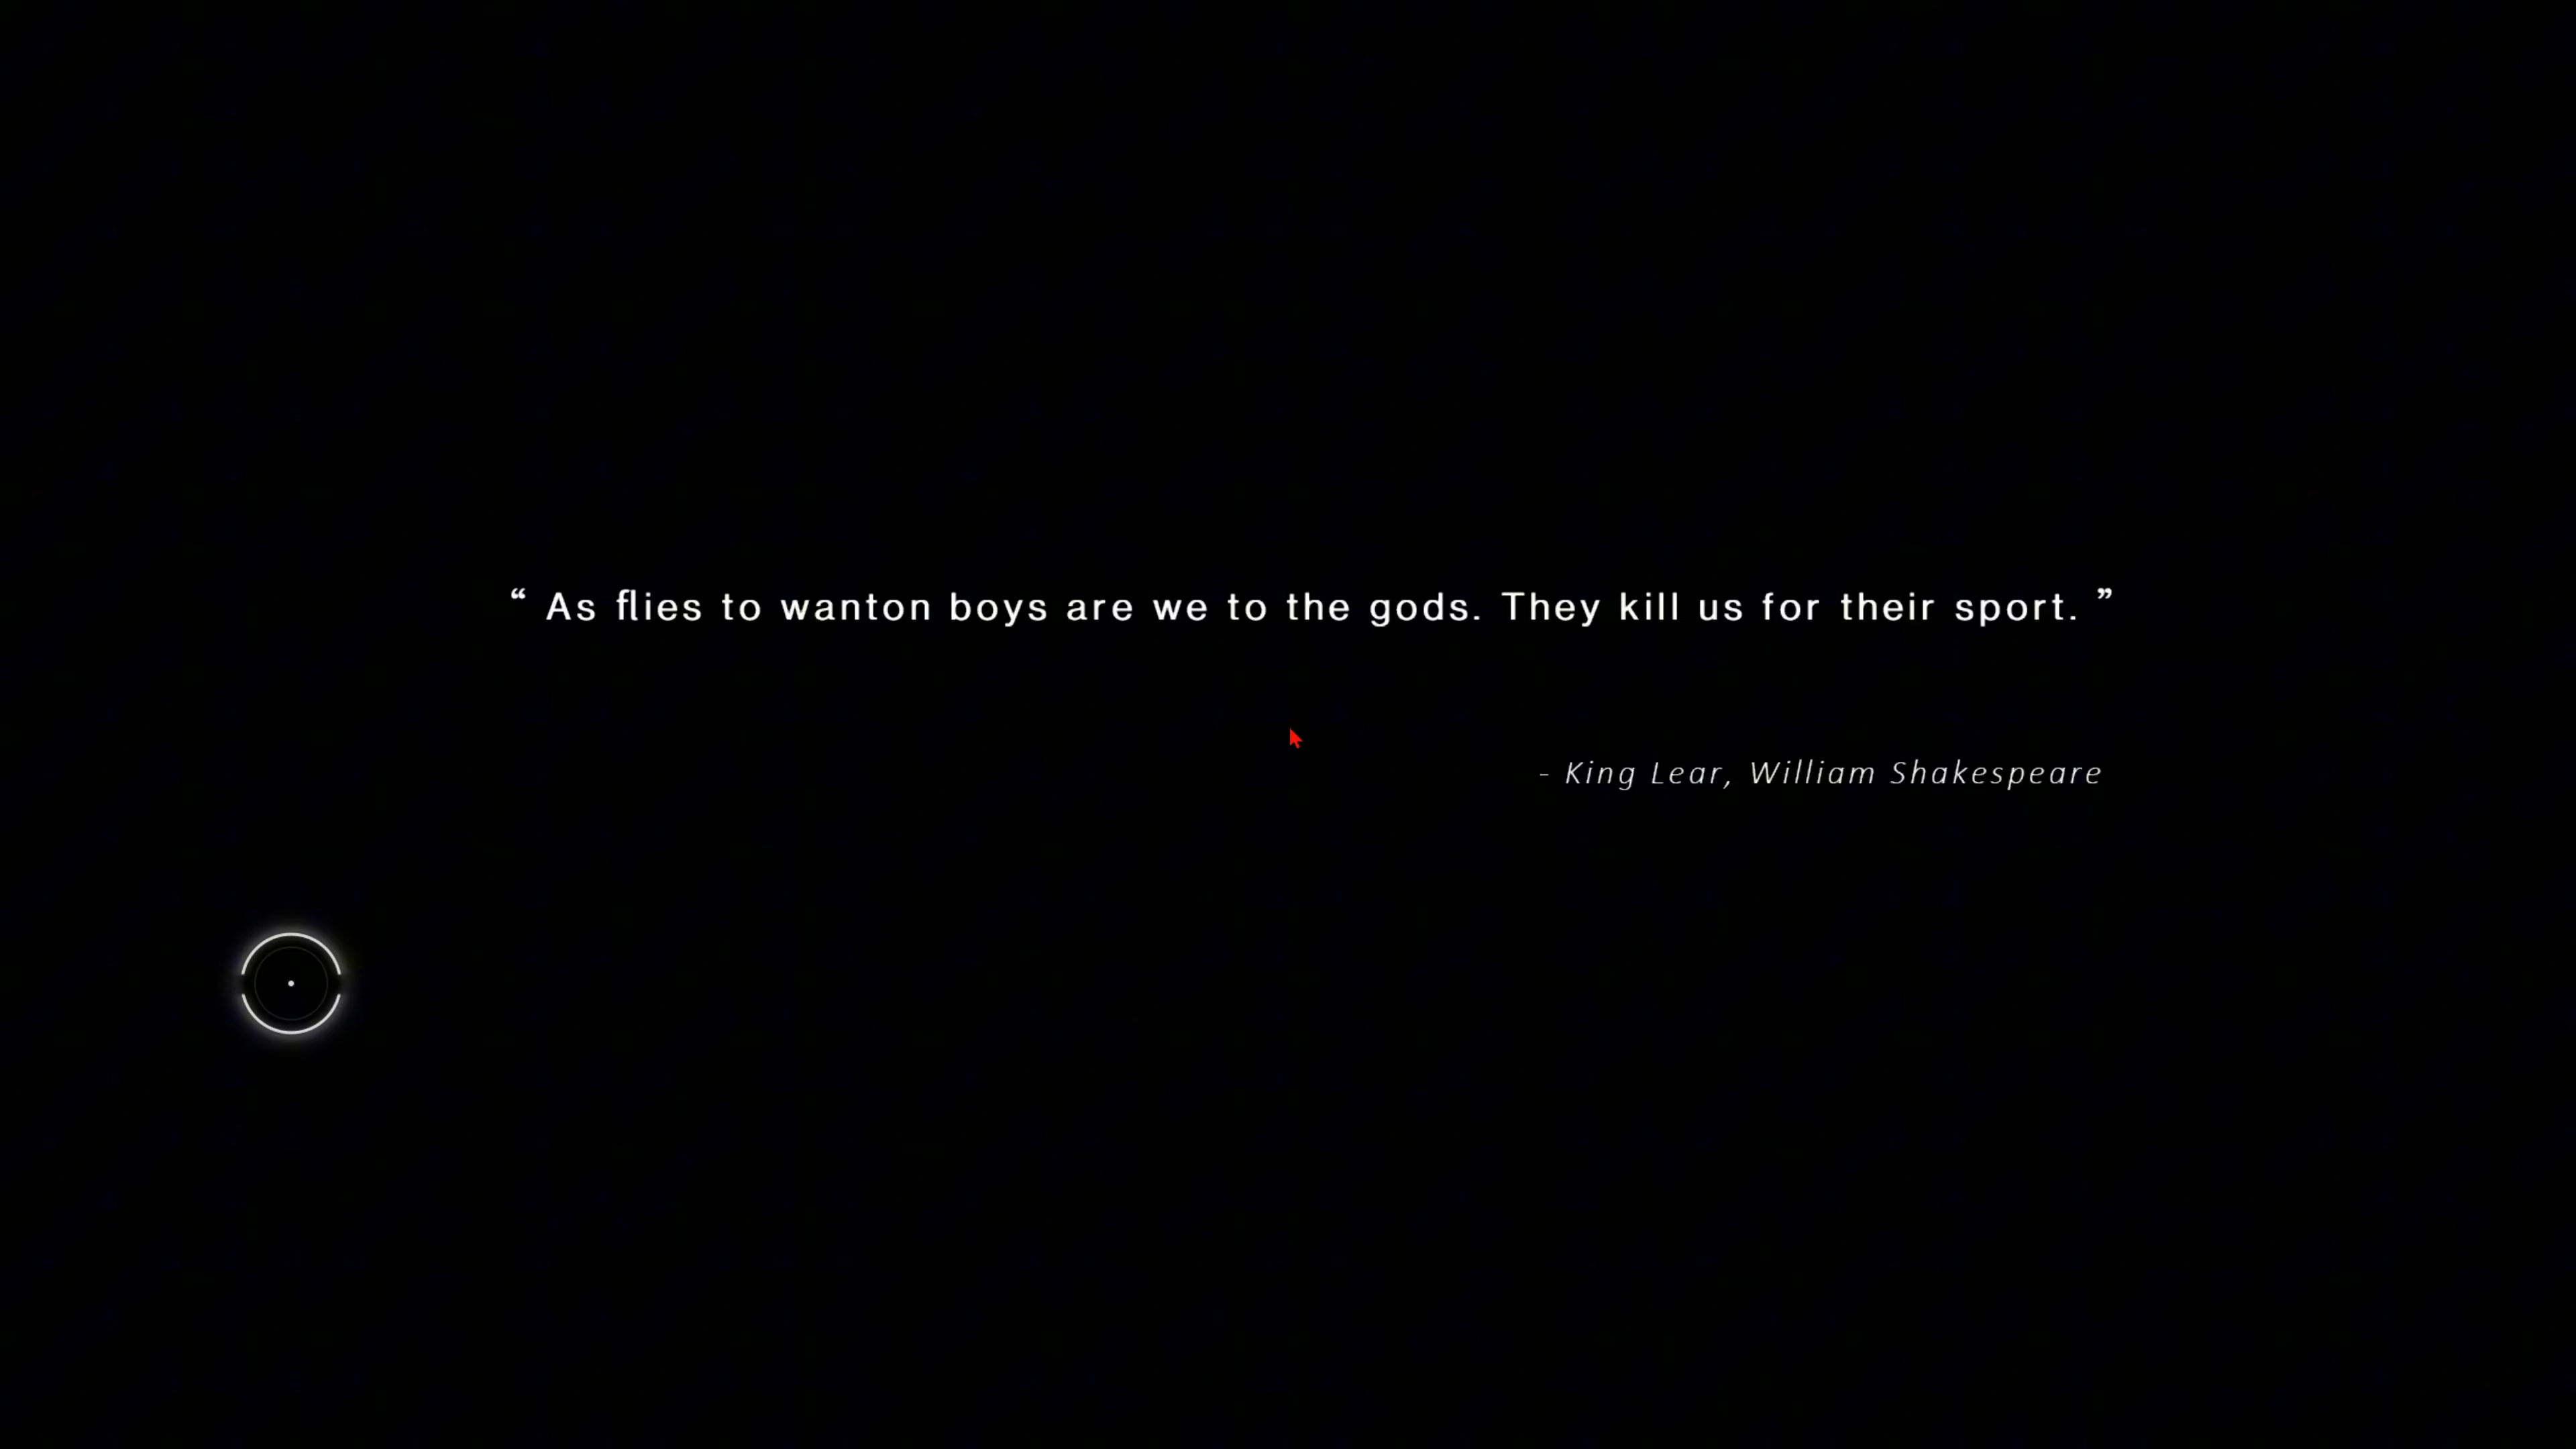 “ As flies to wanton boys are we to the gods. They kill us for their sport. ”
- King Lear, William Shakespeare